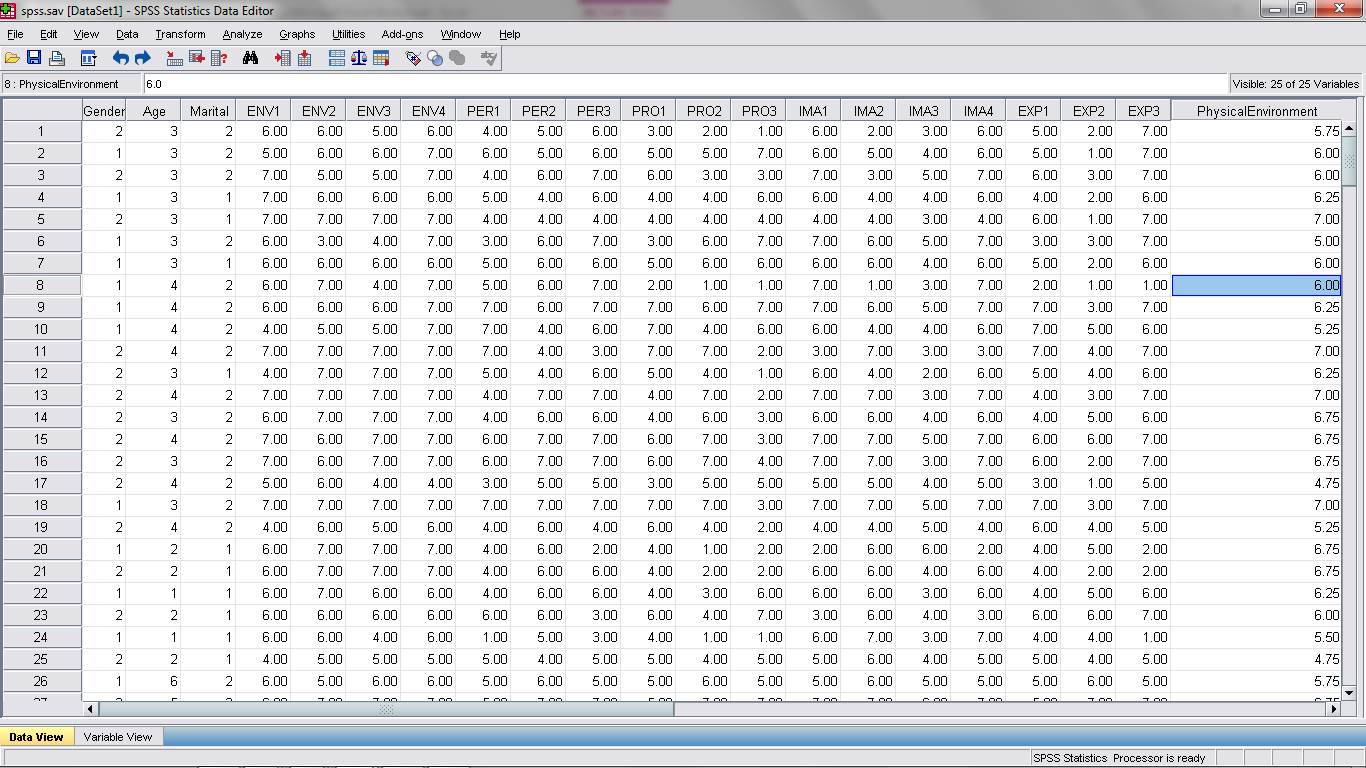 spss.sav [DataSet1] - SPSS Statistics Data Editor
File Edit View Data Transform Analyze Graphs Utilities Add-ons Window Help
8 : PhysicalEnvironment 6.0 Visible: 25 of 25 Variables
Gender Age Marital ENV1 ENV2 ENV3 ENV4 PER1 PER2 PER3 PRO1 PRO2 PRO3 IMA1 IMA2 IMA3 IMA4 EXP1 EXP2 EXP3 PhysicalEnvironment
1 2 3 2 6.00 6.00 5.00 6.00 4.00 5.00 6.00 3.00 2.00 1.00 6.00 2.00 3.00 6.00 5.00 2.00 7.00 5.75
2 1 3 2 5.00 6.00 6.00 7.00 6.00 5.00 6.00 5.00 5.00 7.00 6.00 5.00 4.00 6.00 5.00 1.00 7.00 6.00
3 2 3 2 7.00 5.00 5.00 7.00 4.00 6.00 7.00 6.00 3.00 3.00 7.00 3.00 5.00 7.00 6.00 3.00 7.00 6.00
4 1 3 1 7.00 6.00 6.00 6.00 5.00 4.00 6.00 4.00 4.00 6.00 6.00 4.00 4.00 6.00 4.00 2.00 6.00 6.25
5 2 3 1 7.00 7.00 7.00 7.00 4.00 4.00 4.00 4.00 4.00 4.00 4.00 4.00 3.00 4.00 6.00 1.00 7.00 7.00
6 1 3 2 6.00 3.00 4.00 7.00 3.00 6.00 7.00 3.00 6.00 7.00 7.00 6.00 5.00 7.00 3.00 3.00 7.00 5.00
7 1 3 1 6.00 6.00 6.00 6.00 5.00 6.00 6.00 5.00 6.00 6.00 6.00 6.00 4.00 6.00 5.00 2.00 6.00 6.00
8 1 4 2 6.00 7.00 4.00 7.00 5.00 6.00 7.00 2.00 1.00 1.00 7.00 1.00 3.00 7.00 2.00 1.00 1.00 6.00
9 1 4 2 6.00 6.00 6.00 7.00 6.00 7.00 7.00 6.00 7.00 7.00 7.00 6.00 5.00 7.00 7.00 3.00 7.00 6.25
10 1 4 2 4.00 5.00 5.00 7.00 7.00 4.00 6.00 7.00 4.00 6.00 6.00 4.00 4.00 6.00 7.00 5.00 6.00 5.25
11 2 4 2 7.00 7.00 7.00 7.00 7.00 4.00 3.00 7.00 7.00 2.00 3.00 7.00 3.00 3.00 7.00 4.00 7.00 7.00
12 2 3 1 4.00 7.00 7.00 7.00 5.00 4.00 6.00 5.00 4.00 1.00 6.00 4.00 2.00 6.00 5.00 4.00 6.00 6.25
13 2 4 2 7.00 7.00 7.00 7.00 4.00 7.00 6.00 4.00 7.00 2.00 6.00 7.00 3.00 6.00 4.00 3.00 7.00 7.00
14 2 3 2 6.00 7.00 7.00 7.00 4.00 6.00 6.00 4.00 6.00 3.00 6.00 6.00 4.00 6.00 4.00 5.00 6.00 6.75
15 2 4 2 7.00 6.00 7.00 7.00 6.00 7.00 7.00 6.00 7.00 3.00 7.00 7.00 5.00 7.00 6.00 6.00 7.00 6.75
16 2 3 2 7.00 6.00 7.00 7.00 6.00 7.00 7.00 6.00 7.00 4.00 7.00 7.00 3.00 7.00 6.00 2.00 7.00 6.75
17 2 4 2 5.00 6.00 4.00 4.00 3.00 5.00 5.00 3.00 5.00 5.00 5.00 5.00 4.00 5.00 3.00 1.00 5.00 4.75
18 1 3 2 7.00 7.00 7.00 7.00 7.00 7.00 7.00 7.00 7.00 3.00 7.00 7.00 5.00 7.00 7.00 3.00 7.00 7.00
19 2 4 2 4.00 6.00 5.00 6.00 4.00 6.00 4.00 6.00 4.00 2.00 4.00 4.00 5.00 4.00 6.00 4.00 5.00 5.25
20 1 2 1 6.00 7.00 7.00 7.00 4.00 6.00 2.00 4.00 1.00 2.00 2.00 6.00 6.00 2.00 4.00 5.00 2.00 6.75
21 2 2 1 6.00 7.00 7.00 7.00 4.00 6.00 6.00 4.00 2.00 2.00 6.00 4.00 3.00 6.00 4.00 2.00 2.00 6.75
22 1 1 1 6.00 7.00 6.00 6.00 6.00 6.00 6.00 4.00 3.00 6.00 6.00 6.00 3.00 6.00 4.00 5.00 6.00 6.25
23 2 2 1 6.00 6.00 6.00 6.00 6.00 6.00 3.00 6.00 4.00 7.00 3.00 6.00 4.00 3.00 6.00 6.00 7.00 6.00
24 1 1 1 6.00 6.00 4.00 6.00 1.00 5.00 3.00 4.00 1.00 1.00 6.00 7.00 3.00 7.00 4.00 4.00 1.00 5.50
25 2 2 1 4.00 5.00 5.00 5.00 5.00 4.00 5.00 5.00 4.00 5.00 5.00 6.00 4.00 5.00 5.00 4.00 5.00 4.75
26 1 6 2 6.00 5.00 6.00 6.00 5.00 6.00 5.00 5.00 6.00 5.00 5.00 6.00 5.00 5.00 5.00 6.00 5.00 5.75
Data View Variable View
SPSS Statistics Processor is ready